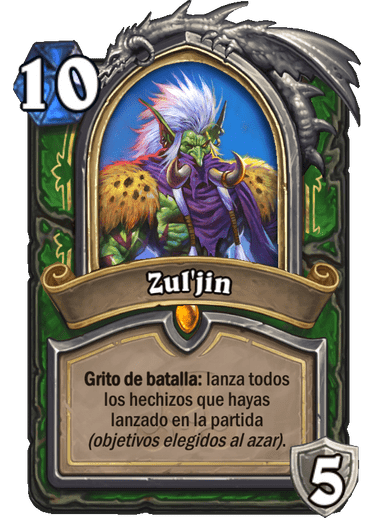 10
Zul'jin
Grito de batalla: lanza todos
los hechizos que hayas
lanzado en la partida
(objetivos elegidos al azar).
5